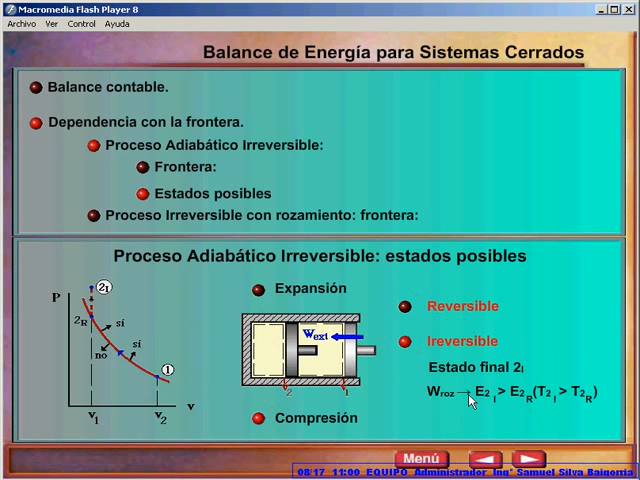 Macromedia Flash Player 8
Archivo Ver Control Ayuda
Balance de Energía para Sistemas Cerrados
Balance contable.
Dependencia con la frontera.
Proceso Adiabático Irreversible:
Frontera:
Estados posibles
Proceso Irreversible con rozamiento: frontera:
Proceso Adiabático Irreversible: estados posibles
Expansión
P
2I
2R
sí
no
sí
1
v1
v2
v
Wext
2
1
Compresión
Reversible
Ireversible
Estado final 2I
Wroz → E2I > E2R (T2I > T2R)
Menú
08/17 11:00 EQUIPO Administrador Ingº Samuel Silva Baigorria